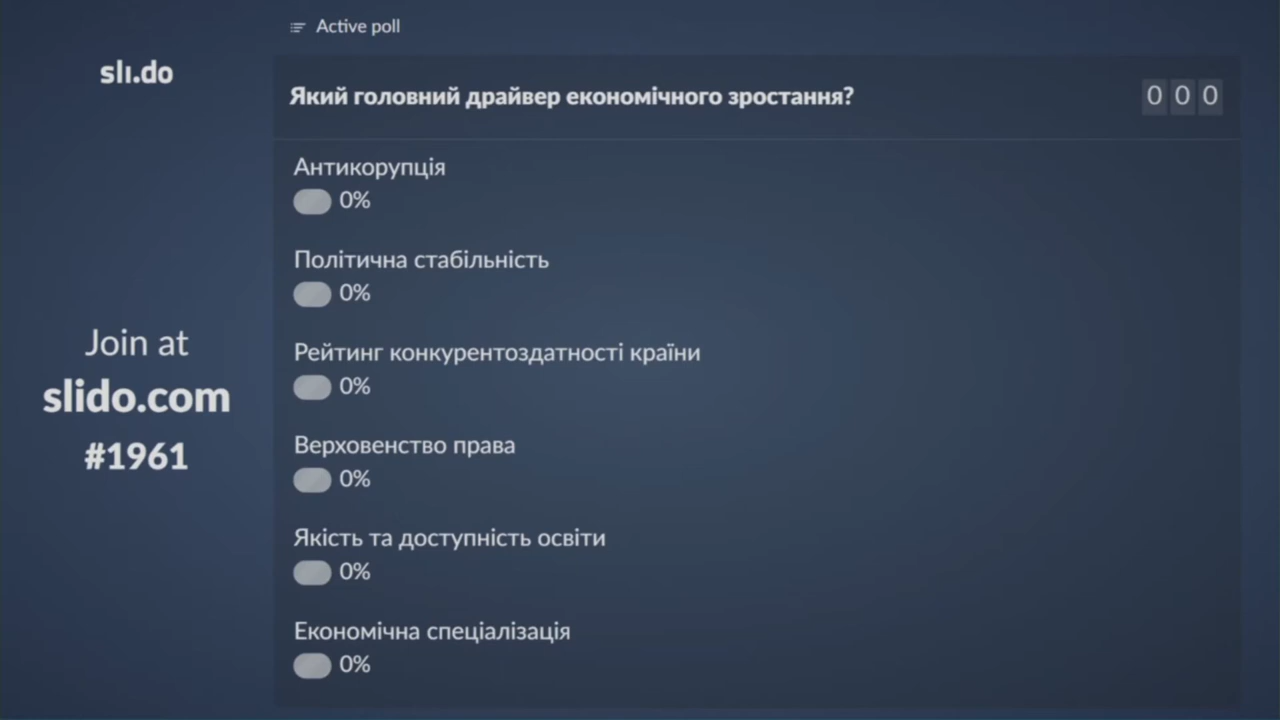 Active poll
sli.do
Який головний драйвер економічного зростання?
0 0 0
Антикорупція
0%
Політична стабільність
0%
Рейтинг конкурентоздатності країни
0%
Верховенство права
0%
Якість та доступність освіти
0%
Економічна спеціалізація
0%
Join at
slido.com
#1961